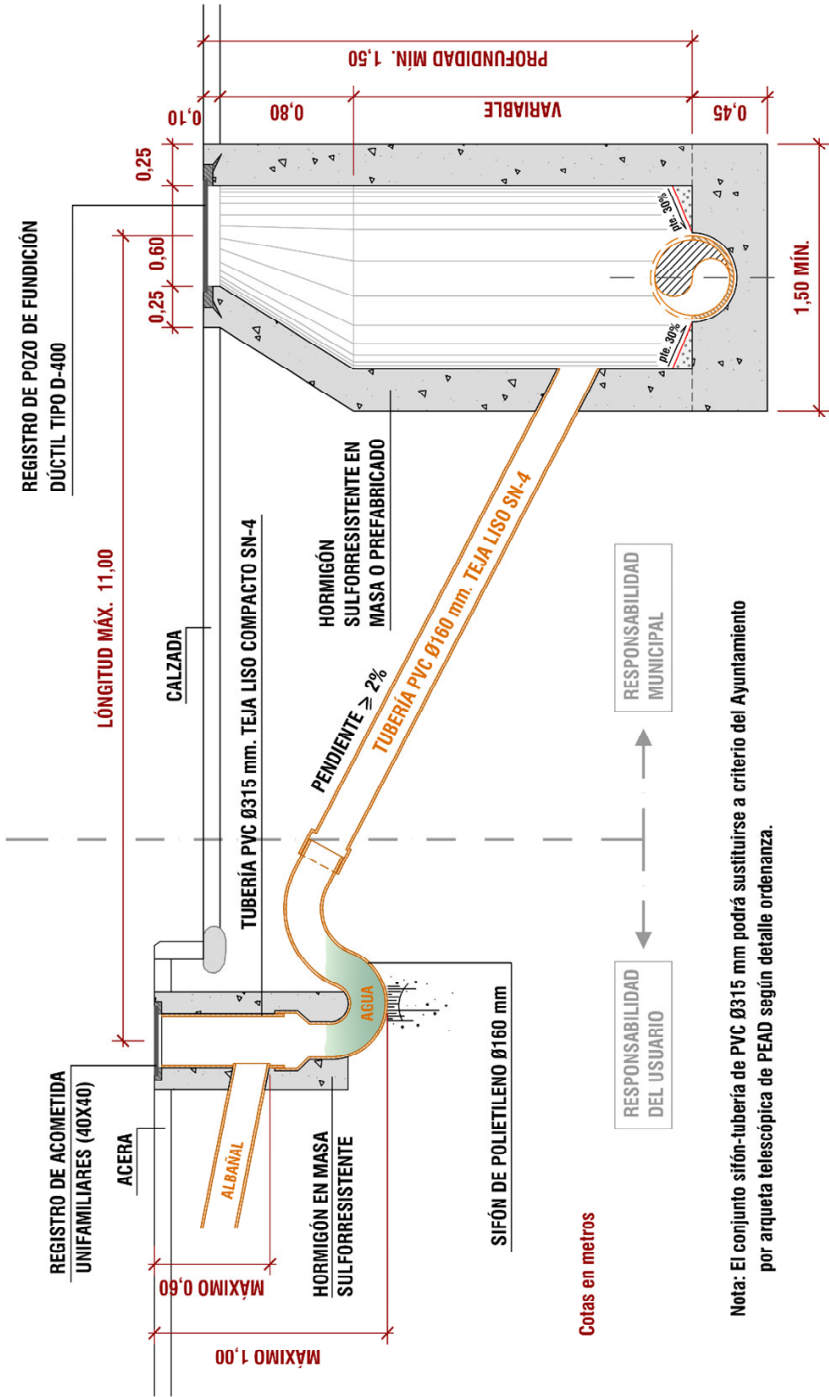 REGISTRO DE POZO DE FUNDICIÓN
DÚCTIL TIPO D-400
LÓNGITUD MÁX. 11,00
0,25
0,60
0,25
0,10
0,80
VARIABLE
0,45
PROFUNDIDAD MÍN. 1,50
REGISTRO DE ACOMETIDA
UNIFAMILIARES (40X40)
ACERA
CALZADA
TUBERÍA PVC Ø315 mm. TEJA LISO COMPACTO SN-4
HORMIGÓN
SULFORRESISTENTE EN
MASA O PREFABRICADO
ALBAÑAL
AGUA
MÁXIMO 0,60
MÁXIMO 1,00
HORMIGÓN EN MASA
SULFORRESISTENTE
PENDIENTE ⩾ 2%
TUBERÍA PVC Ø160 mm. TEJA LISO SN-4
pte. 30%
pte. 30%
SIFÓN DE POLIETILENO Ø160 mm
1,50 MÍN.
Cotas en metros
RESPONSABILIDAD
DEL USUARIO
RESPONSABILIDAD
MUNICIPAL
Nota: El conjunto sifón-tubería de PVC Ø315 mm podrá sustituirse a criterio del Ayuntamiento
por arqueta telescópica de PEAD según detalle ordenanza.